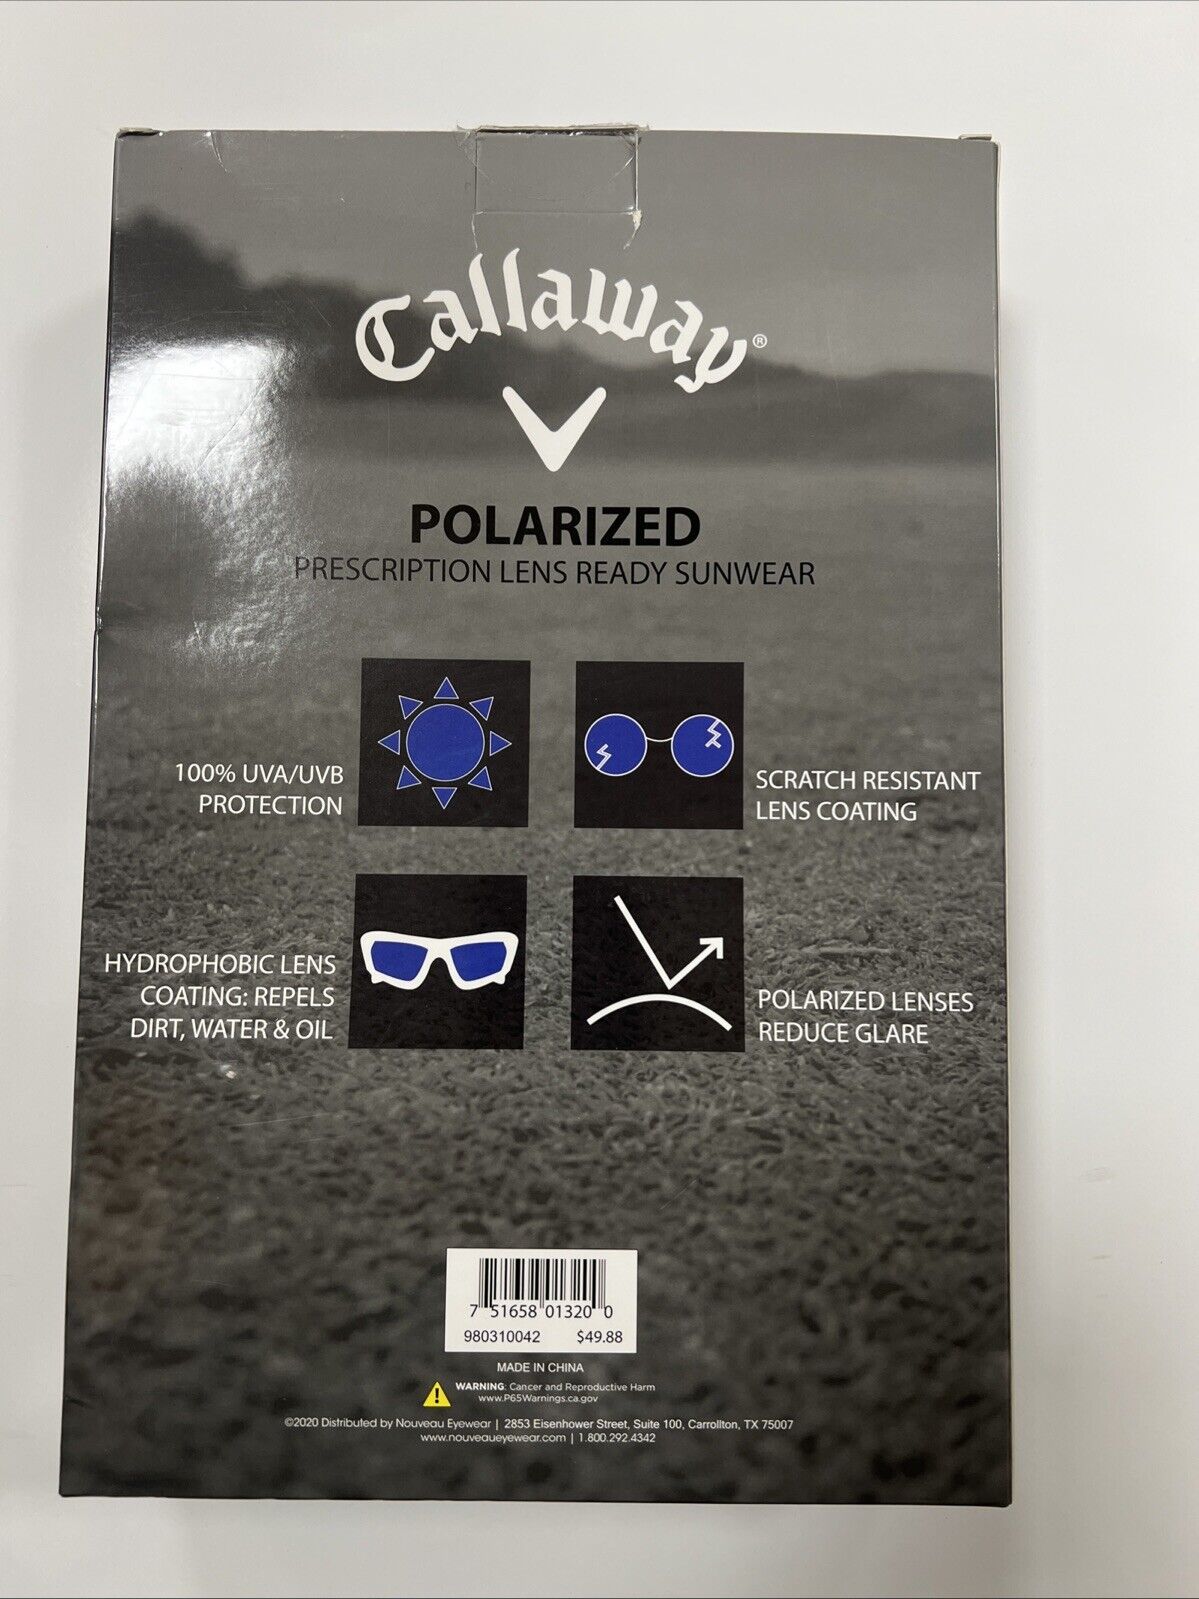 Callaway®
POLARIZED
PRESCRIPTION LENS READY SUNWEAR
100% UVA/UVB
PROTECTION
SCRATCH RESISTANT
LENS COATING
HYDROPHOBIC LENS
COATING: REPELS
DIRT, WATER & OIL
POLARIZED LENSES
REDUCE GLARE
7 51658 01320 0
980310042 $49.88
MADE IN CHINA
WARNING: Cancer and Reproductive Harm
www.P65Warnings.ca.gov
©2020 Distributed by Nouveau Eyewear | 2853 Eisenhower Street, Suite 100, Carrollton, TX 75007
www.nouveaueyewear.com | 1.800.292.4342